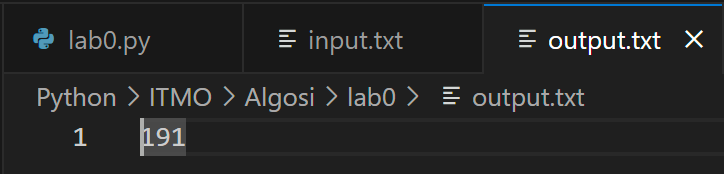 lab0.py input.txt output.txt
Python > ITMO > Algosi > lab0 > output.txt
1 191